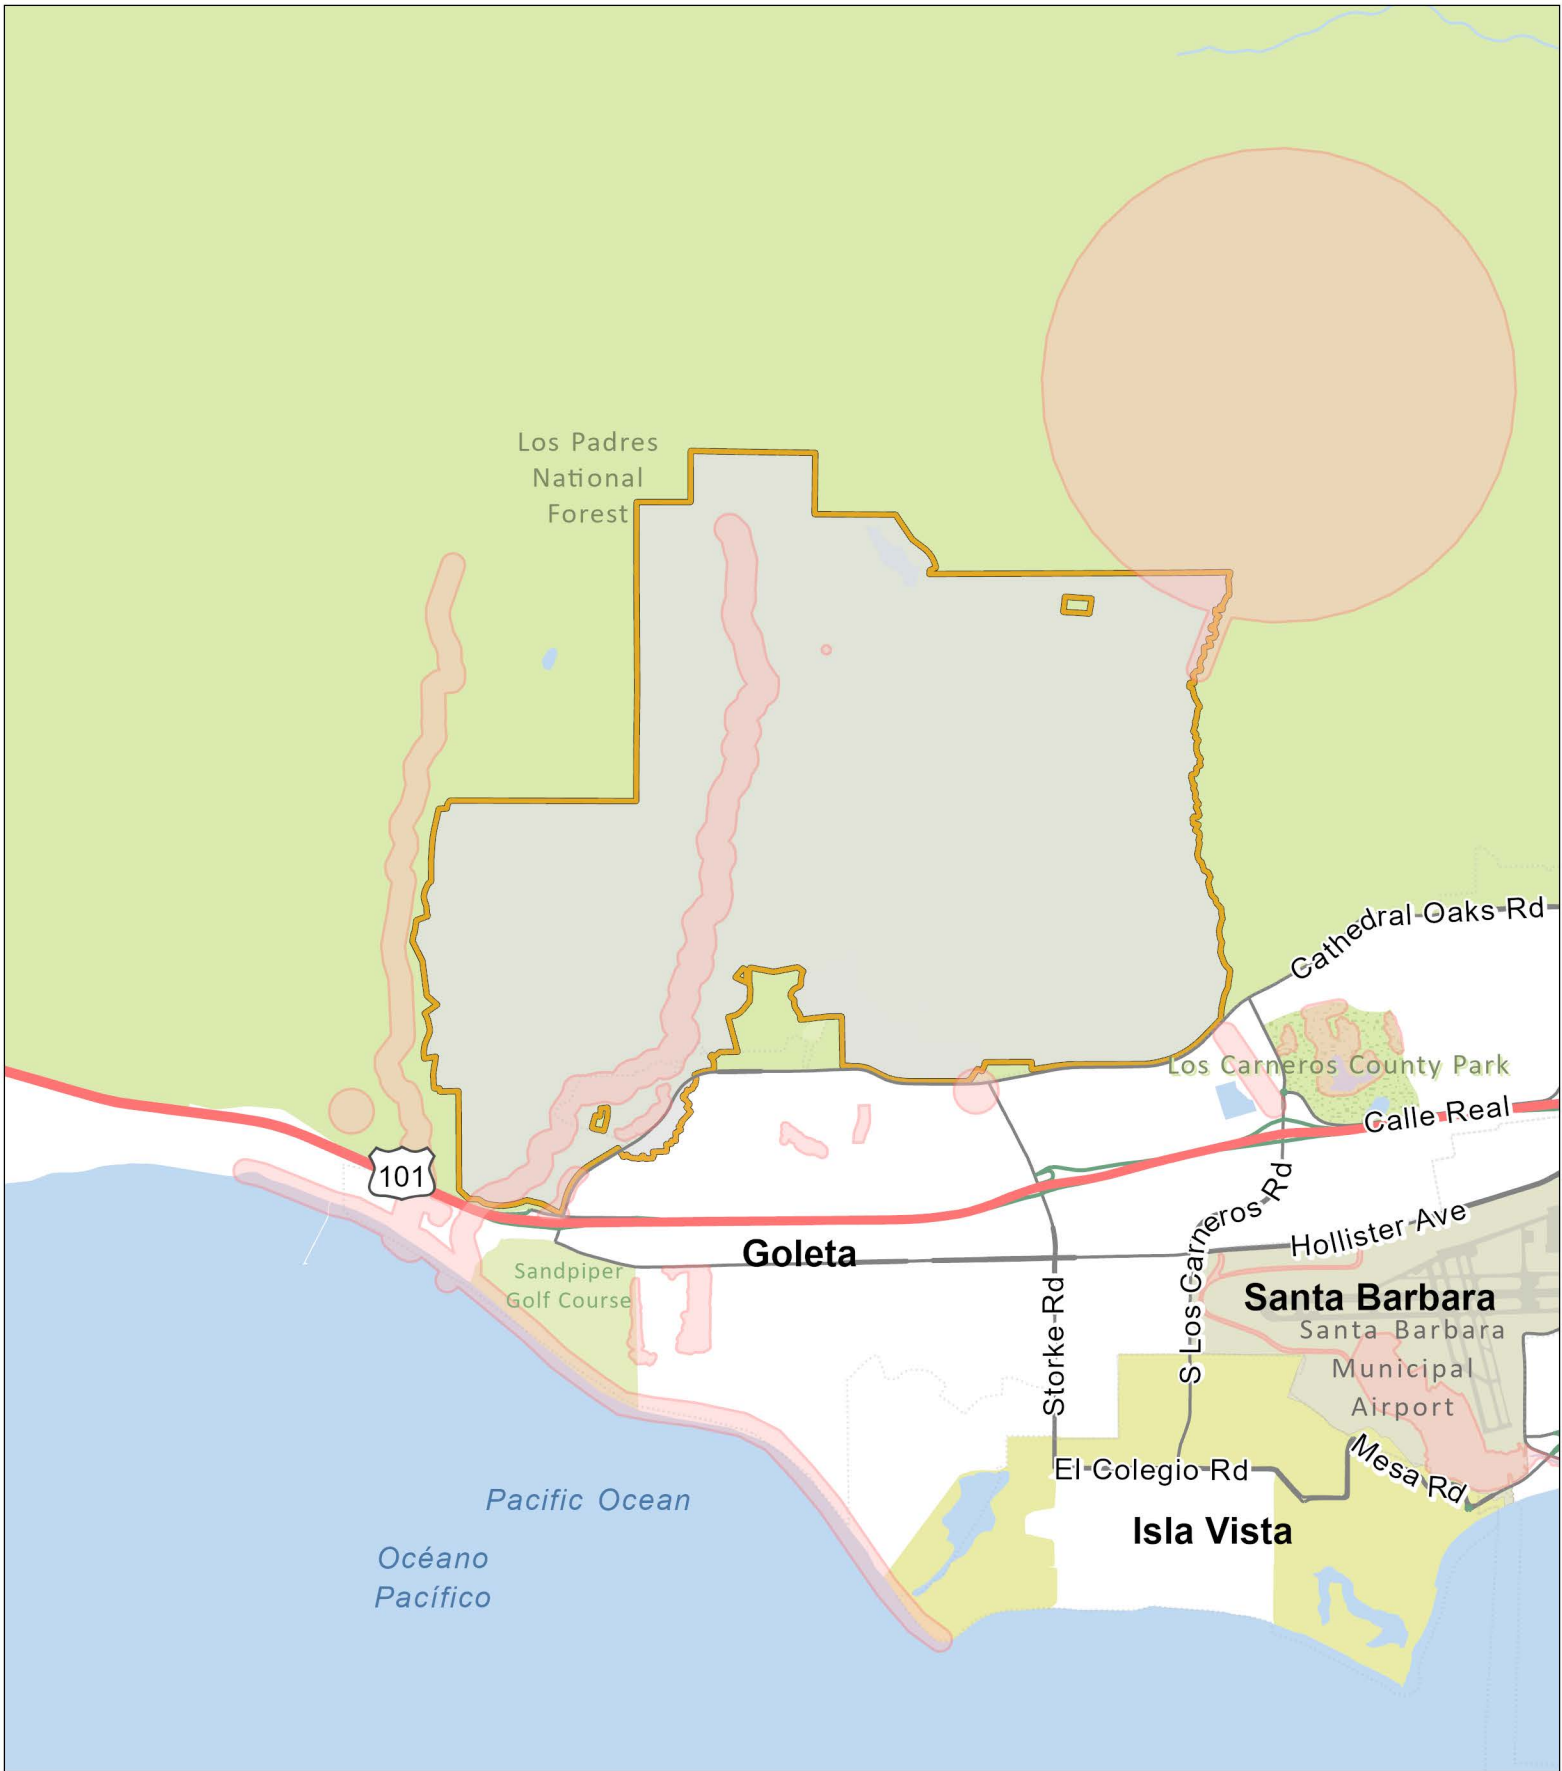 Los Padres
National
Forest
Cathedral Oaks Rd
Los Carneros County Park
Calle Real
101
S Los Carneros Rd
Hollister Ave
Goleta
Sandpiper
Golf Course
Santa Barbara
Santa Barbara
Municipal
Airport
Storke Rd
El Colegio Rd
Mesa Rd
Isla Vista
Pacific Ocean
Océano
Pacífico